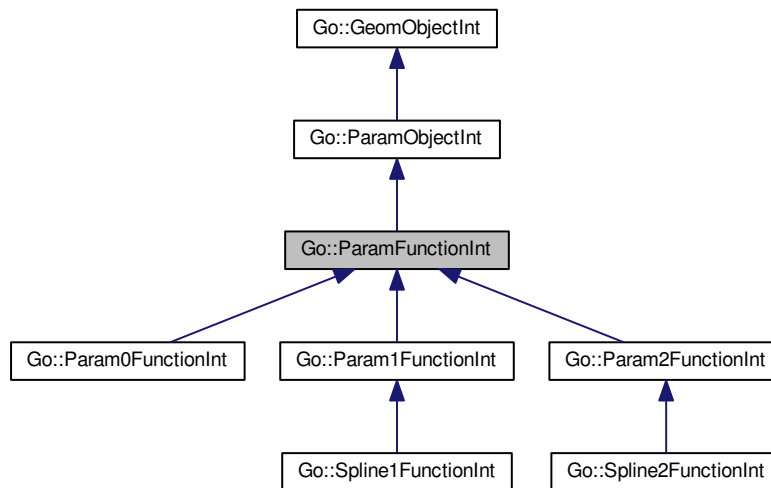 Go::GeomObjectInt
Go::ParamObjectInt
Go::ParamFunctionInt
Go::Param0FunctionInt
Go::Param1FunctionInt
Go::Param2FunctionInt
Go::Spline1FunctionInt
Go::Spline2FunctionInt